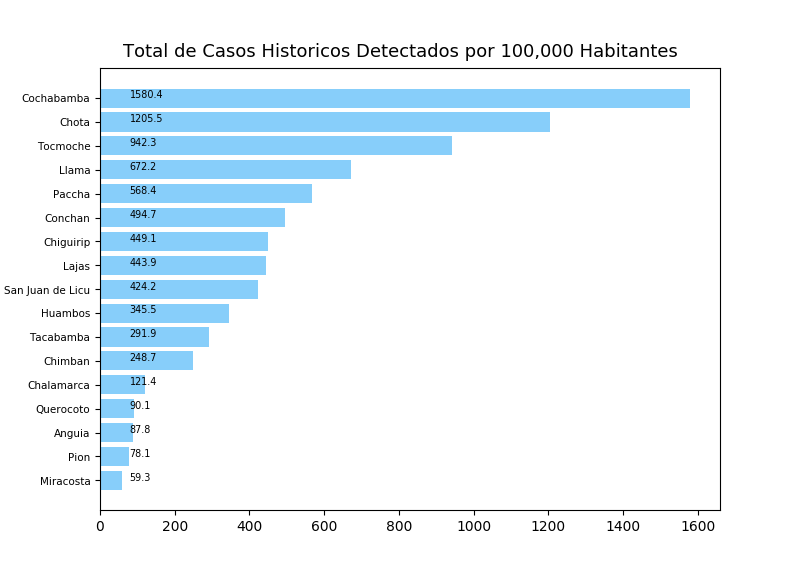 Total de Casos Historicos Detectados por 100,000 Habitantes
Cochabamba 1580.4
Chota 1205.5
Tocmoche 942.3
Llama 672.2
Paccha 568.4
Conchan 494.7
Chiguirip 449.1
Lajas 443.9
San Juan de Licu 424.2
Huambos 345.5
Tacabamba 291.9
Chimban 248.7
Chalamarca 121.4
Querocoto 90.1
Anguia 87.8
Pion 78.1
Miracosta 59.3
0 200 400 600 800 1000 1200 1400 1600